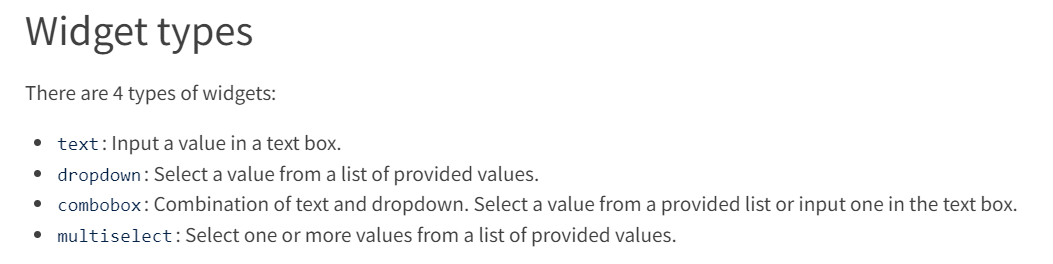 Widget types
There are 4 types of widgets:
• text: Input a value in a text box.
• dropdown: Select a value from a list of provided values.
• combobox: Combination of text and dropdown. Select a value from a provided list or input one in the text box.
• multiselect: Select one or more values from a list of provided values.